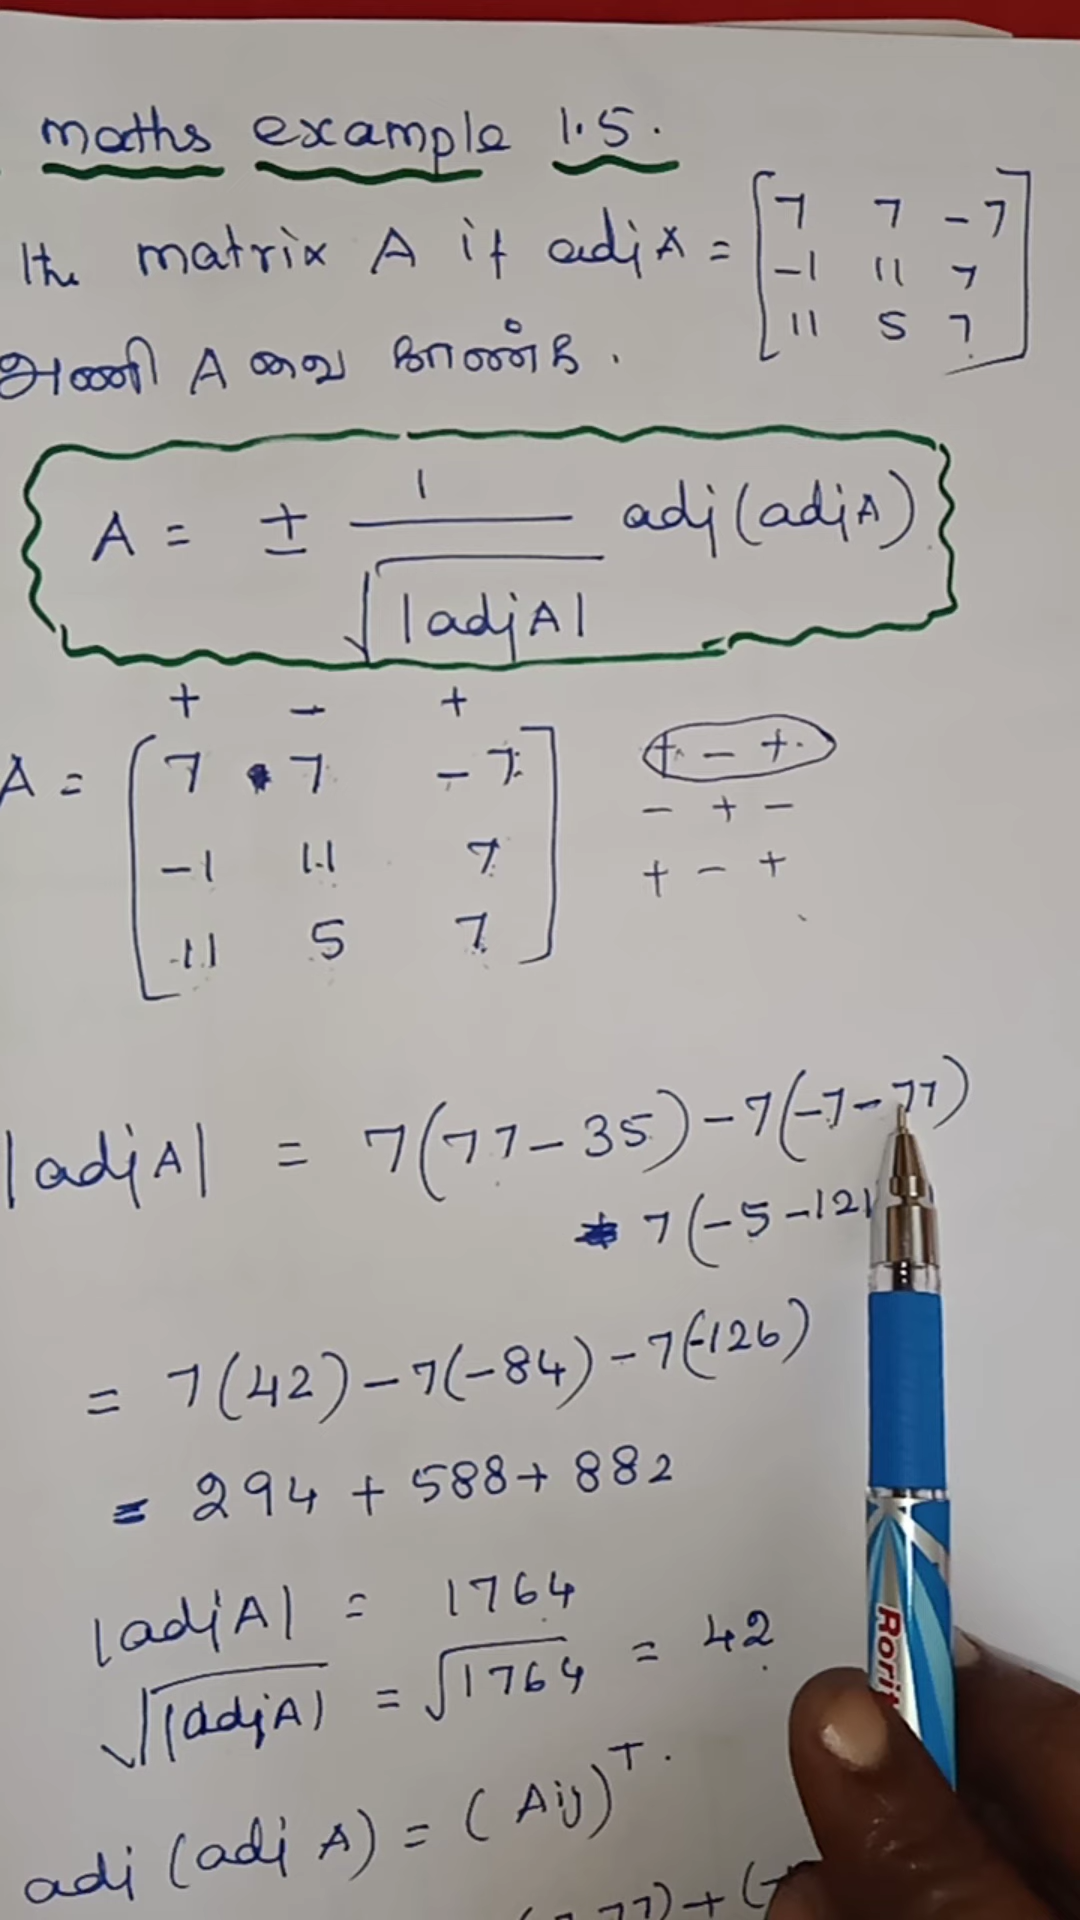 maths example 1.5.
the matrix A if adj A = [ 7 7 -7
-1 11 7
11 5 7 ]
அணி A வை காண்க.
A = ± 1 / √|adj A| adj (adj A)
+ - +
A = [ 7 7 -7
-1 11 7
11 5 7 ]
+ - +
- + -
+ - +
|adj A| = 7(77-35) -7(-7-77)
7(-5-121
= 7(42) -7(-84) -7(-126)
= 294 + 588 + 882
|adj A| = 1764
√|adj A| = √1764 = 42
adj (adj A) = (Aij)^T.
77)+(-
Rorit